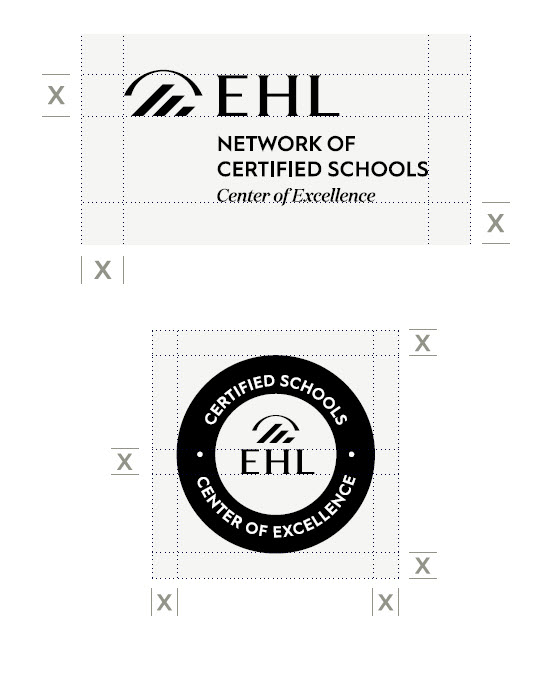 X
EHL
NETWORK OF
CERTIFIED SCHOOLS
Center of Excellence
X
X
X
CERTIFIED SCHOOLS
EHL
X
CENTER OF EXCELLENCE
X
X
X